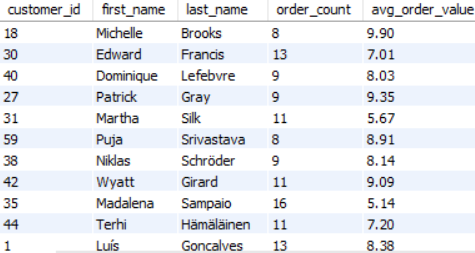 customer_id first_name last_name order_count avg_order_value
18 Michelle Brooks 8 9.90
30 Edward Francis 13 7.01
40 Dominique Lefebvre 9 8.03
27 Patrick Gray 9 9.35
31 Martha Silk 11 5.67
59 Puja Srivastava 8 8.91
38 Niklas Schröder 9 8.14
42 Wyatt Girard 11 9.09
35 Madalena Sampaio 16 5.14
44 Terhi Hämäläinen 11 7.20
1 Luís Goncalves 13 8.38